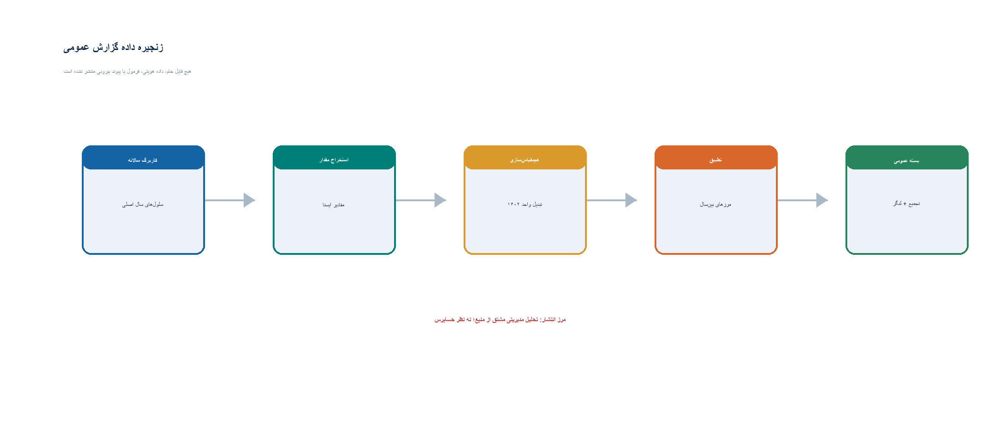 زنجیره داده گزارش عمومی
هیچ فایل خام، داده هویتی، فرمول یا پیوند بیرونی منتشر نشده است
کاربرگ سالانه
سلول‌های سال اصلی
استخراج مقدار
مقادیر ایستا
هم‌مقیاس‌سازی
تبدیل واحد ۱۴۰۲
تطبیق
مرزهای بین‌سال
بسته عمومی
تجمیع + لنگر
مرز انتشار: تحلیل مدیریتی مشتق از منبع؛ نه نظر حسابرس